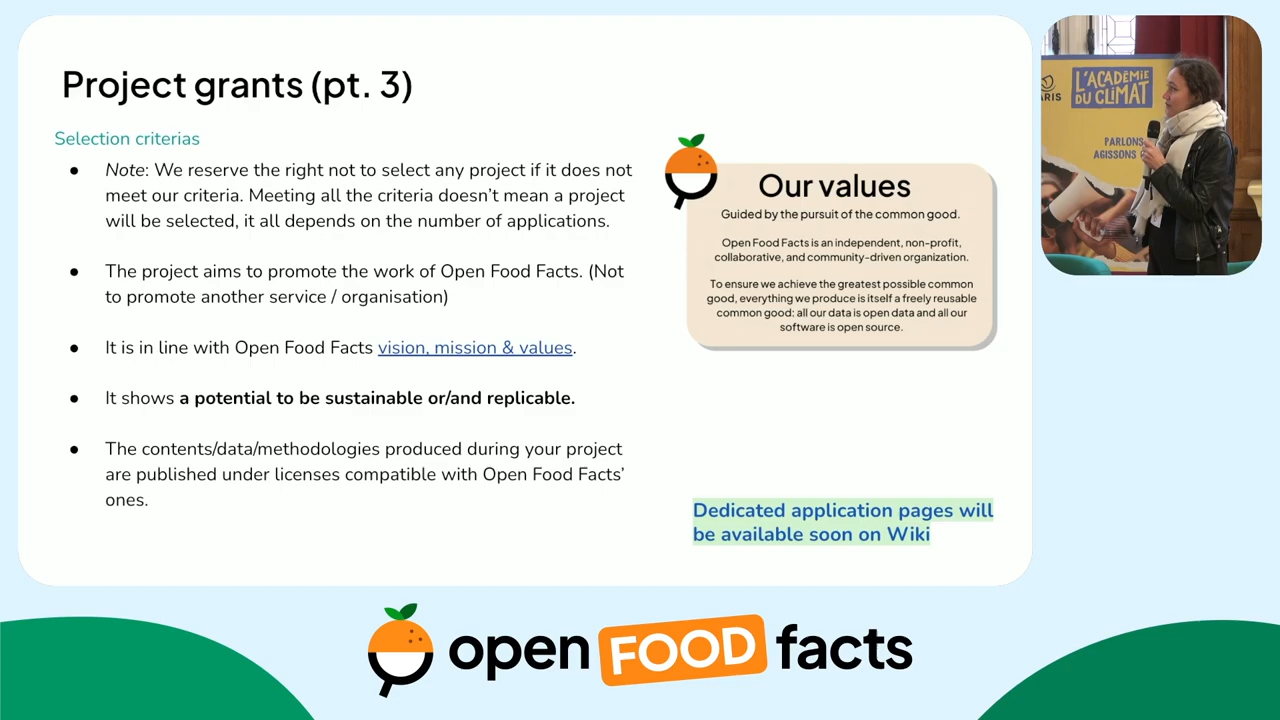 Project grants (pt. 3)
Selection criterias
● Note: We reserve the right not to select any project if it does not
meet our criteria. Meeting all the criteria doesn’t mean a project
will be selected, it all depends on the number of applications.
● The project aims to promote the work of Open Food Facts. (Not
to promote another service / organisation)
● It is in line with Open Food Facts vision, mission & values.
● It shows a potential to be sustainable or/and replicable.
● The contents/data/methodologies produced during your project
are published under licenses compatible with Open Food Facts’
ones.
Our values
Guided by the pursuit of the common good.
Open Food Facts is an independent, non-profit,
collaborative, and community-driven organization.
To ensure we achieve the greatest possible common
good, everything we produce is itself a freely reusable
common good: all our data is open data and all our
software is open source.
Dedicated application pages will
be available soon on Wiki
ARIS
L'ACADÉMIE
DU CLIMAT
PARLONS
AGISSONS
open FOOD facts